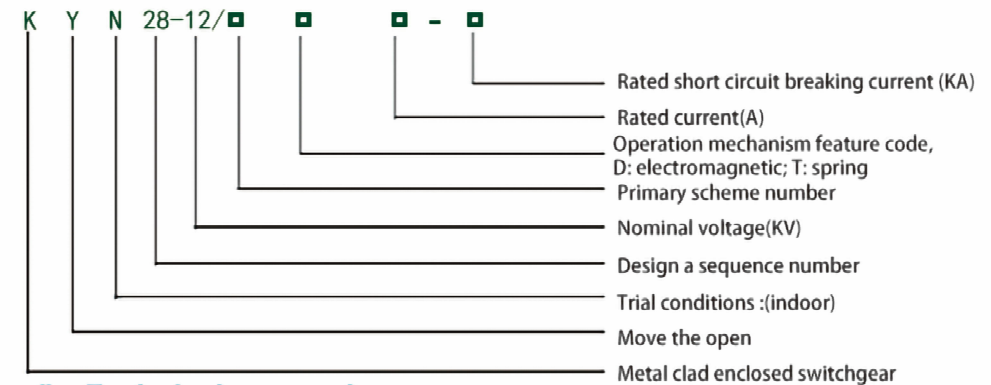 K Y N 28-12/□ □ □ - □
Rated short circuit breaking current (KA)
Rated current(A)
Operation mechanism feature code,
D: electromagnetic; T: spring
Primary scheme number
Nominal voltage(KV)
Design a sequence number
Trial conditions :(indoor)
Move the open
Metal clad enclosed switchgear